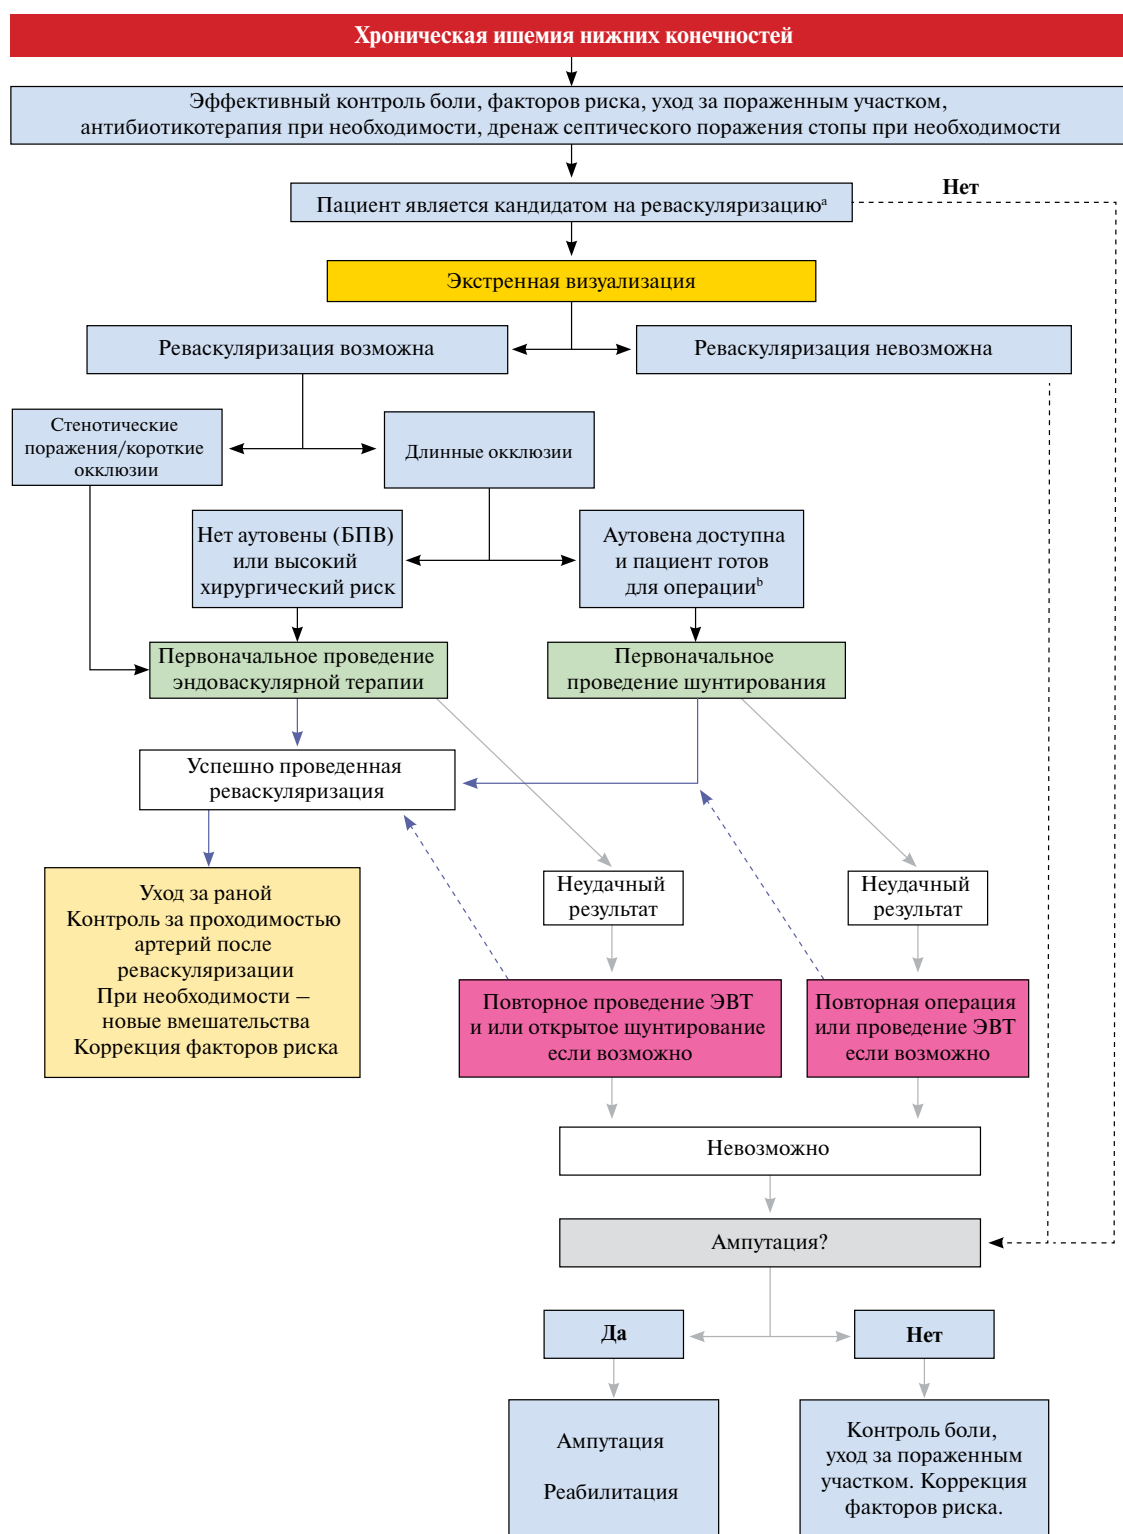 Хроническая ишемия нижних конечностей
Эффективный контроль боли, факторов риска, уход за пораженным участком,
антибиотикотерапия при необходимости, дренаж септического поражения стопы при необходимости
Нет
Пациент является кандидатом на реваскуляризациюᵃ
Экстренная визуализация
Реваскуляризация возможна
Реваскуляризация невозможна
Стенотические
поражения/короткие
окклюзии
Длинные окклюзии
Нет аутовены (БПВ)
или высокий
хирургический риск
Аутовена доступна
и пациент готов
для операцииᵇ
Первоначальное проведение
эндоваскулярной терапии
Первоначальное
проведение шунтирования
Успешно проведенная
реваскуляризация
Уход за раной
Контроль за проходимостью
артерий после
реваскуляризации
При необходимости –
новые вмешательства
Коррекция факторов риска
Неудачный
результат
Неудачный
результат
Повторное проведение ЭВТ
и или открытое щунтирование
если возможно
Повторная операция
или проведение ЭВТ
если возможно
Невозможно
Ампутация?
Да
Нет
Ампутация
Реабилитация
Контроль боли,
уход за пораженным
участком. Коррекция
факторов риска.